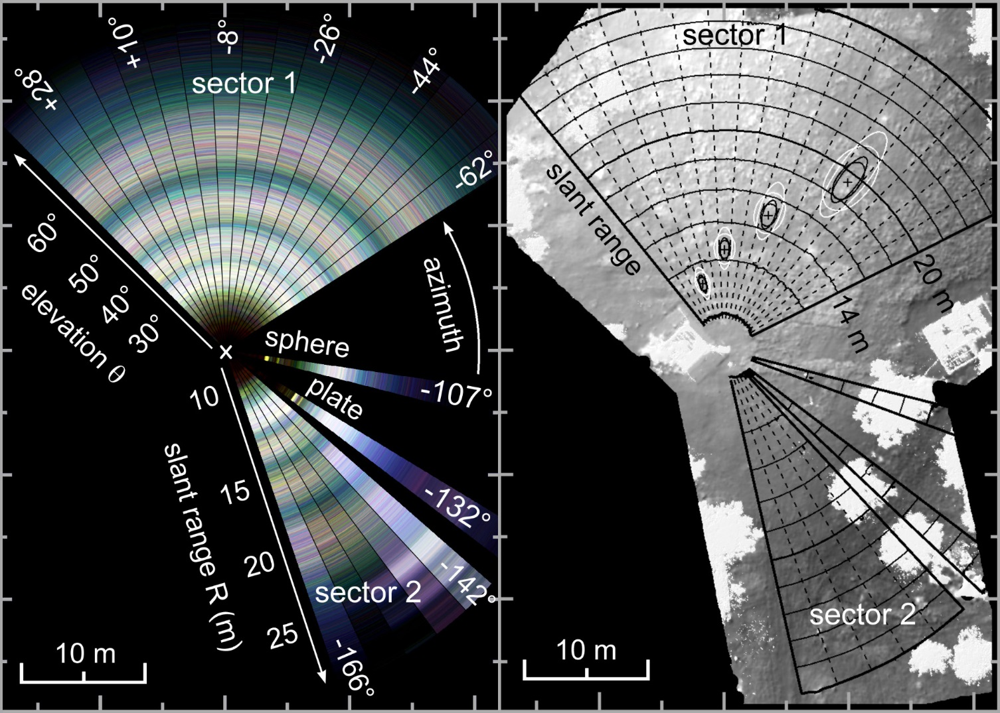 +28°
+10°
-8°
-26°
-44°
-62°
sector 1
60°
50°
40°
30°
elevation θ
azimuth
sphere
-107°
plate
-132°
-142°
-166°
10
15
20
25
slant range R (m)
sector 2
10 m
sector 1
slant range
20 m
14 m
sector 2
10 m